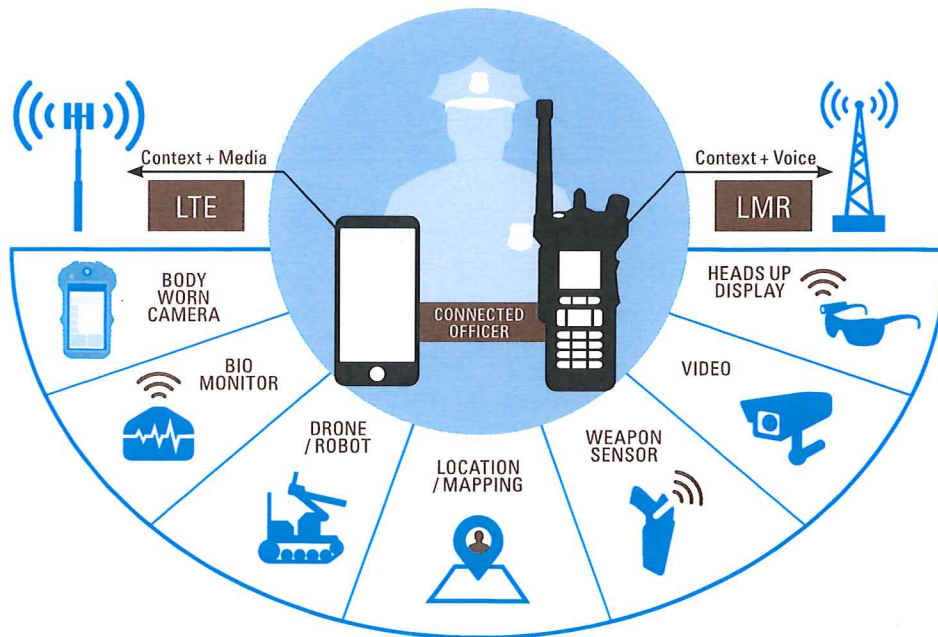 Context + Media
LTE
Context + Voice
LMR
CONNECTED
OFFICER
BODY
WORN
CAMERA
BIO
MONITOR
DRONE
/ ROBOT
LOCATION
/ MAPPING
WEAPON
SENSOR
VIDEO
HEADS UP
DISPLAY